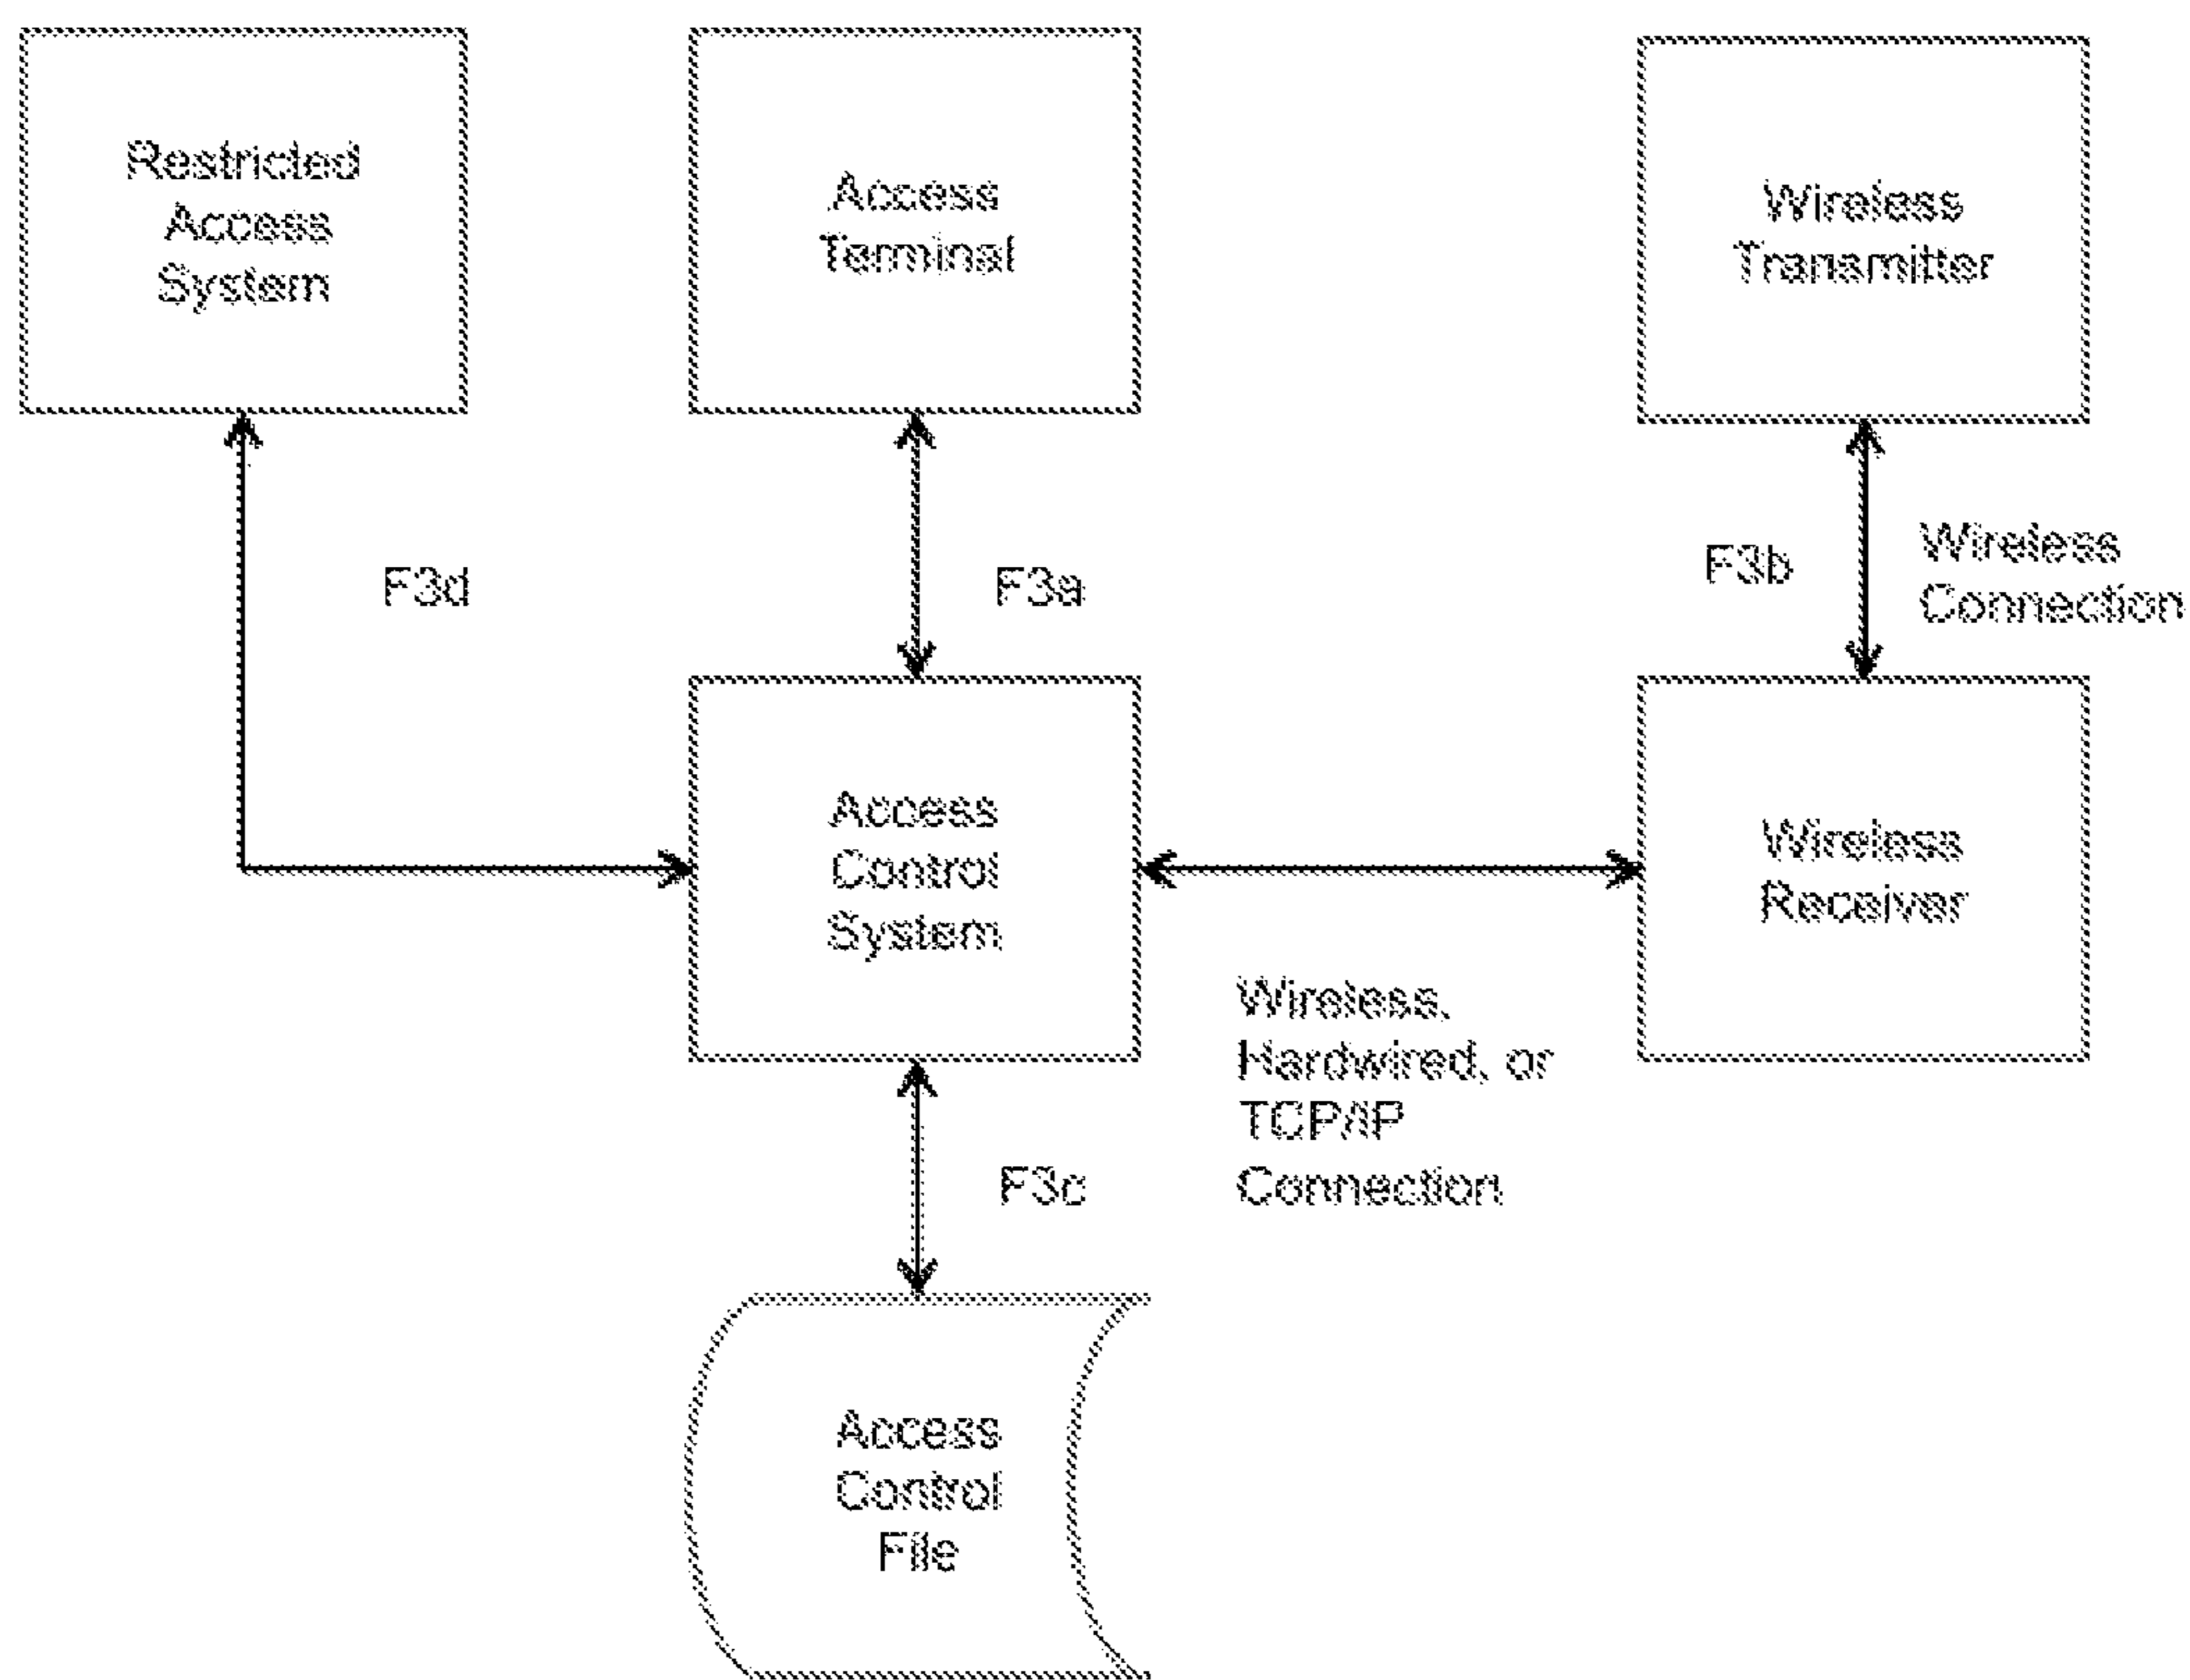 Restricted
Access
System
Access
Terminal
Wireless
Transmitter
F3d
F3a
F3b
Wireless
Connection
Access
Control
System
Wireless
Receiver
Wireless,
Hardwired, or
TCP/IP
Connection
F3c
Access
Control
File